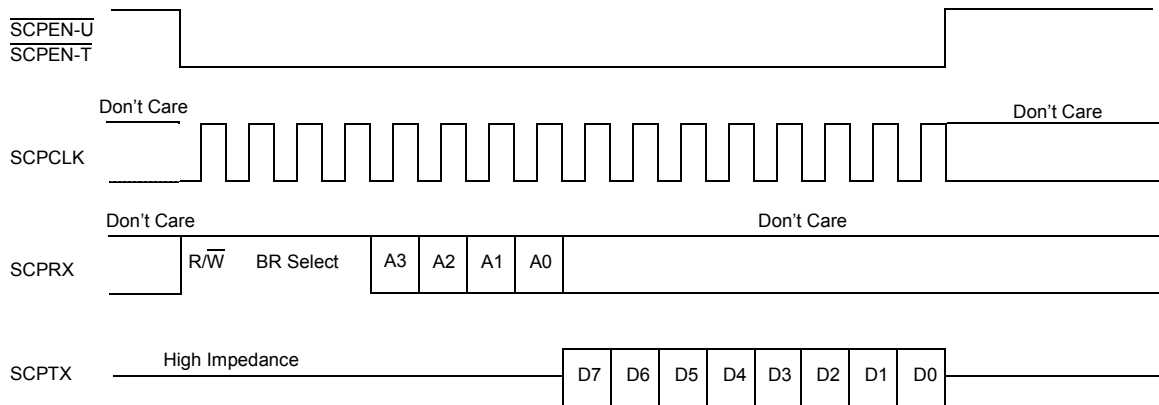 SCPEN-U
SCPEN-T
Don't Care
Don't Care
SCPCLK
Don't Care
Don't Care
SCPRX
R/W BR Select A3 A2 A1 A0
High Impedance
SCPTX
D7 D6 D5 D4 D3 D2 D1 D0